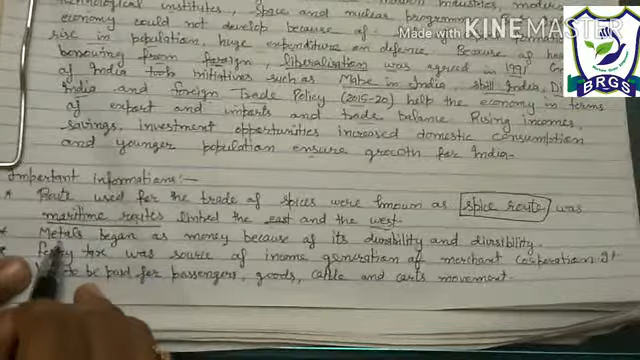 Technological institutes, Space and nuclear program
economy could not develop because of
rise in population, huge expenditure on defence. Because of
borrowing from foreign, liberalisation was agreed in 1991
of India took initiatives such as Make in India, skill India,
India and foreign Trade Policy (2015-20) help the economy in terms
of export and imports and trade balance Rising incomes,
savings, investment opportunities increased domestic consumption
and younger population ensure growth for India-
Important informations:-
* Route used for the trade of spices were known as spice route was
maritime routes linked the east and the west.
* Metals began as money because of its durability and divisibility.
* ferry tax was source of income generation of merchant corporation. It
to be paid for passengers, goods, cattle and carts movement-
Made with KINEMASTER
BRGS